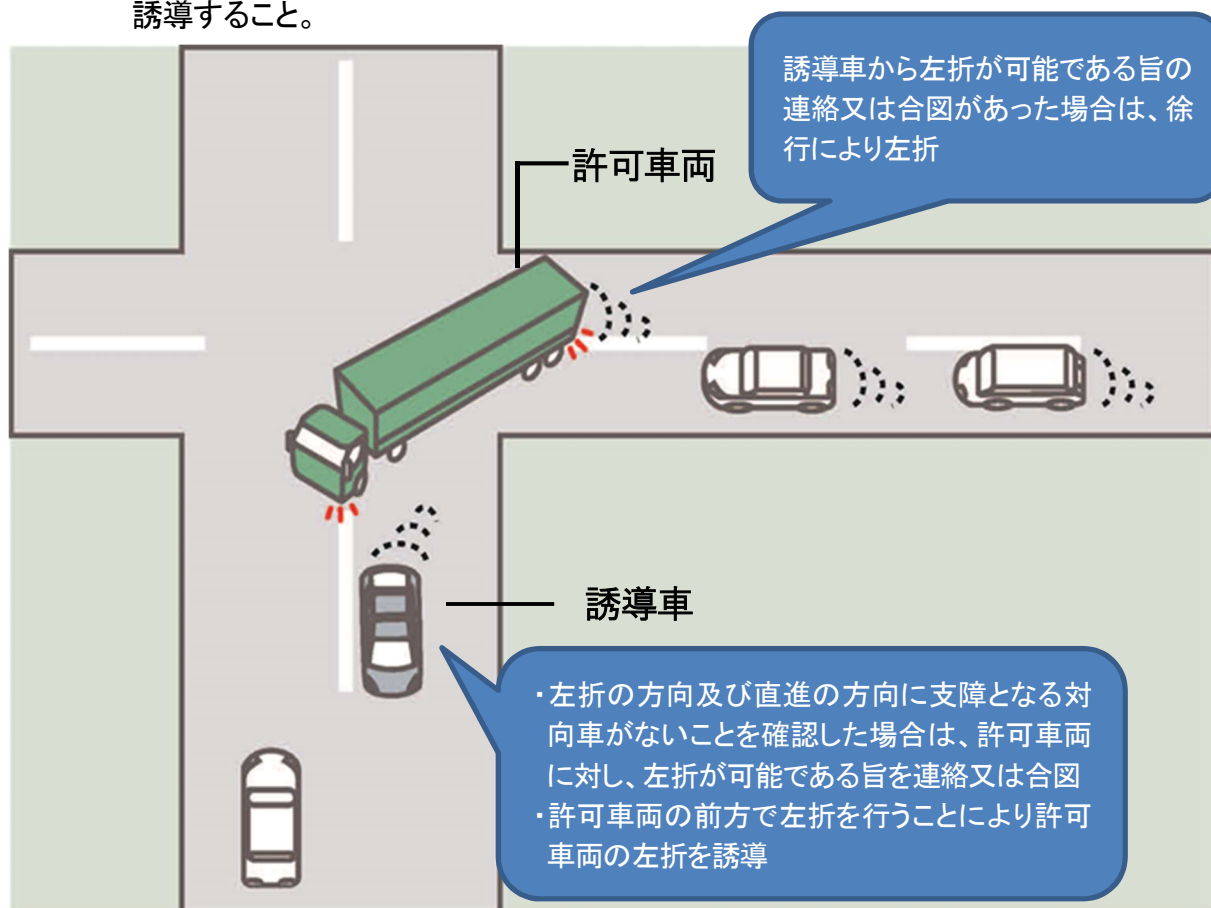 誘導すること。
誘導車から左折が可能である旨の
連絡又は合図があった場合は、徐
行により左折
許可車両
誘導車
・左折の方向及び直進の方向に支障となる対
向車がないことを確認した場合は、許可車両
に対し、左折が可能である旨を連絡又は合図
・許可車両の前方で左折を行うことにより許可
車両の左折を誘導